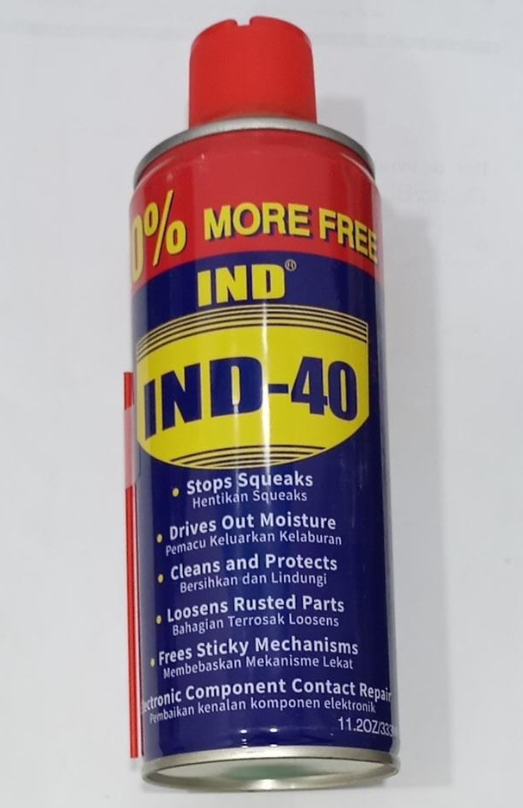 0% MORE FREE
IND®
IND-40
• Stops Squeaks
Hentikan Squeaks
• Drives Out Moisture
Pemacu Keluarkan Kelaburan
• Cleans and Protects
Bersihkan dan Lindungi
• Loosens Rusted Parts
Bahagian Terrosak Loosens
• Frees Sticky Mechanisms
Membebaskan Mekanisme Lekat
Component Contact Repair
Pembaikan kenalan komponen elektronik
11.2OZ/333